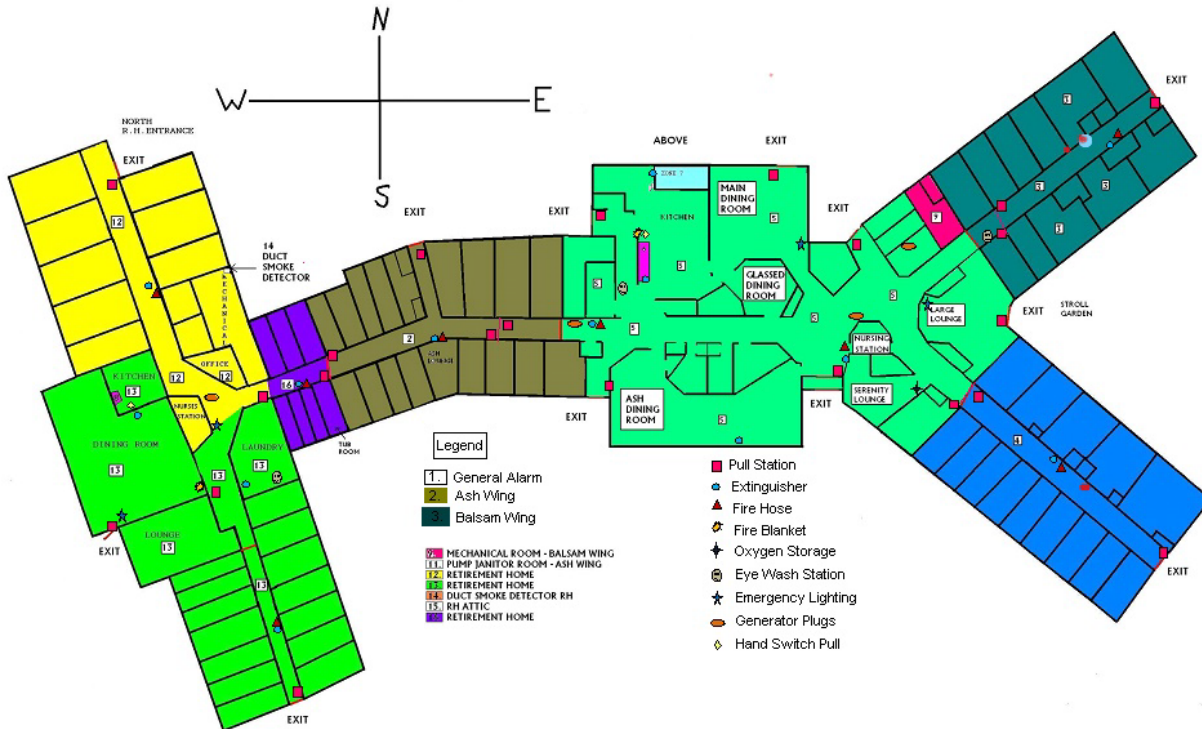 N
W
E
S
NORTH
R.H. ENTRANCE
EXIT
12
14
DUCT
SMOKE
DETECTOR
MECHANICAL
OFFICE
12
12
KITCHEN
13
NURSES
STATION
DINING ROOM
13
LAUNDRY
13
13
LOUNGE
13
EXIT
13
EXIT
16
TUB
ROOM
EXIT
2
EXIT
ABOVE
EXIT
ZONE 7
KITCHEN
MAIN
DINING
ROOM
5
5
5
GLASSED
DINING
ROOM
5
EXIT
ASH
DINING
ROOM
EXIT
EXIT
EXIT
9
5
LARGE
LOUNGE
NURSING
STATION
SERENITY
LOUNGE
EXIT
STROLL
GARDEN
EXIT
3
3
3
4
EXIT
Legend
1. General Alarm
2. Ash Wing
3. Balsam Wing
9. MECHANICAL ROOM - BALSAM WING
11. PUMP JANITOR ROOM - ASH WING
12. RETIREMENT HOME
13. RETIREMENT HOME
14. DUCT SMOKE DETECTOR RH
15. RH ATTIC
RETIREMENT HOME
Pull Station
Extinguisher
Fire Hose
Fire Blanket
Oxygen Storage
Eye Wash Station
Emergency Lighting
Generator Plugs
Hand Switch Pull